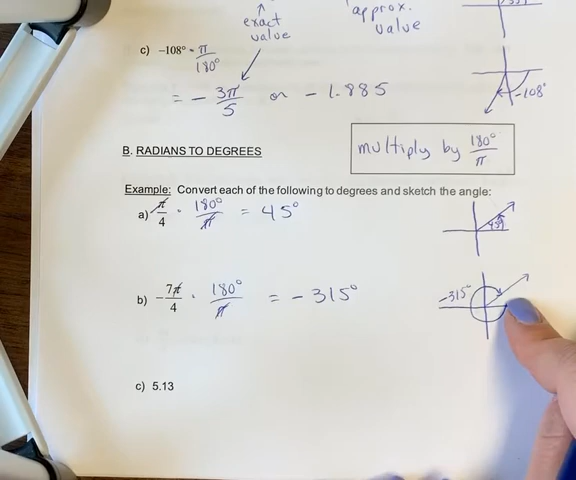 exact value
approx. value
c) −108° • π/180°
= − 3π/5 or − 1.885
−108°
B. RADIANS TO DEGREES
multiply by 180°/π
Example: Convert each of the following to degrees and sketch the angle:
a) π/4 · 180°/π = 45°
45°
b) −7π/4 · 180°/π = −315°
−315°
c) 5.13